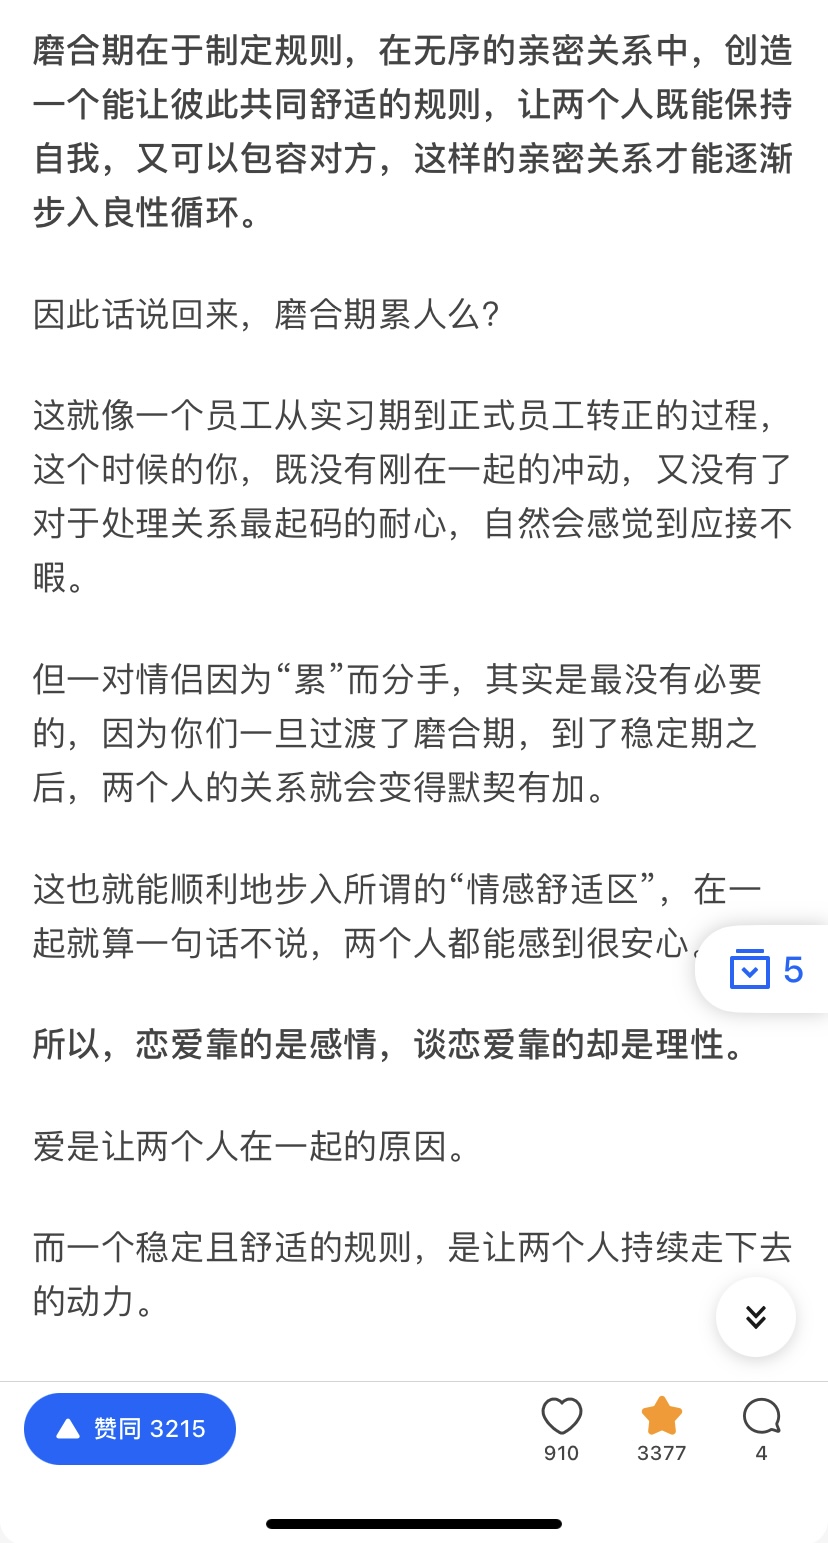 磨合期在于制定规则，在无序的亲密关系中，创造
一个能让彼此共同舒适的规则，让两个人既能保持
自我，又可以包容对方，这样的亲密关系才能逐渐
步入良性循环。
因此话说回来，磨合期累人么？
这就像一个员工从实习期到正式员工转正的过程，
这个时候的你，既没有刚在一起的冲动，又没有了
对于处理关系最起码的耐心，自然会感觉到应接不
暇。
但一对情侣因为“累”而分手，其实是最没有必要
的，因为你们一旦过渡了磨合期，到了稳定期之
后，两个人的关系就会变得默契有加。
这也就能顺利地步入所谓的“情感舒适区”，在一
起就算一句话不说，两个人都能感到很安心。
5
所以，恋爱靠的是感情，谈恋爱靠的却是理性。
爱是让两个人在一起的原因。
而一个稳定且舒适的规则，是让两个人持续走下去
的动力。
赞同 3215
910
3377
4